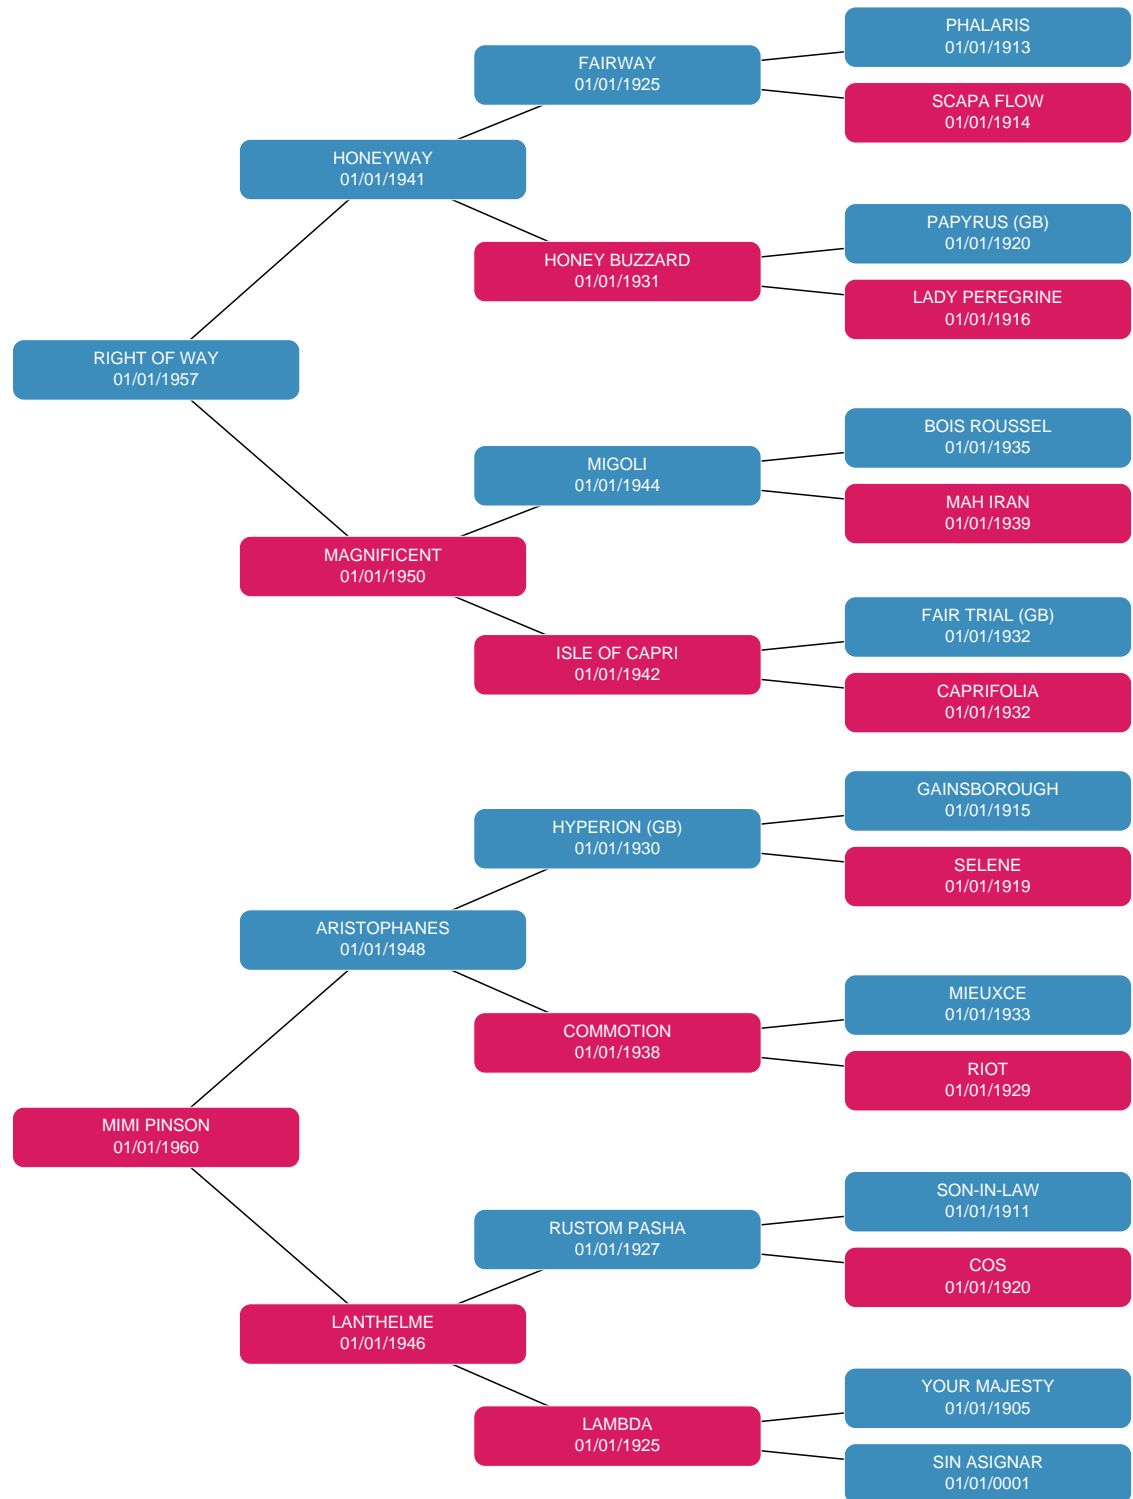 PHALARIS
01/01/1913
FAIRWAY
01/01/1925
SCAPA FLOW
01/01/1914
HONEYWAY
01/01/1941
PAPYRUS (GB)
01/01/1920
HONEY BUZZARD
01/01/1931
LADY PEREGRINE
01/01/1916
RIGHT OF WAY
01/01/1957
BOIS ROUSSEL
01/01/1935
MIGOLI
01/01/1944
MAH IRAN
01/01/1939
MAGNIFICENT
01/01/1950
FAIR TRIAL (GB)
01/01/1932
ISLE OF CAPRI
01/01/1942
CAPRIFOLIA
01/01/1932
GAINSBOROUGH
01/01/1915
HYPERION (GB)
01/01/1930
SELENE
01/01/1919
ARISTOPHANES
01/01/1948
MIEUXCE
01/01/1933
COMMOTION
01/01/1938
RIOT
01/01/1929
MIMI PINSON
01/01/1960
SON-IN-LAW
01/01/1911
RUSTOM PASHA
01/01/1927
COS
01/01/1920
LANTHELME
01/01/1946
YOUR MAJESTY
01/01/1905
LAMBDA
01/01/1925
SIN ASIGNAR
01/01/0001